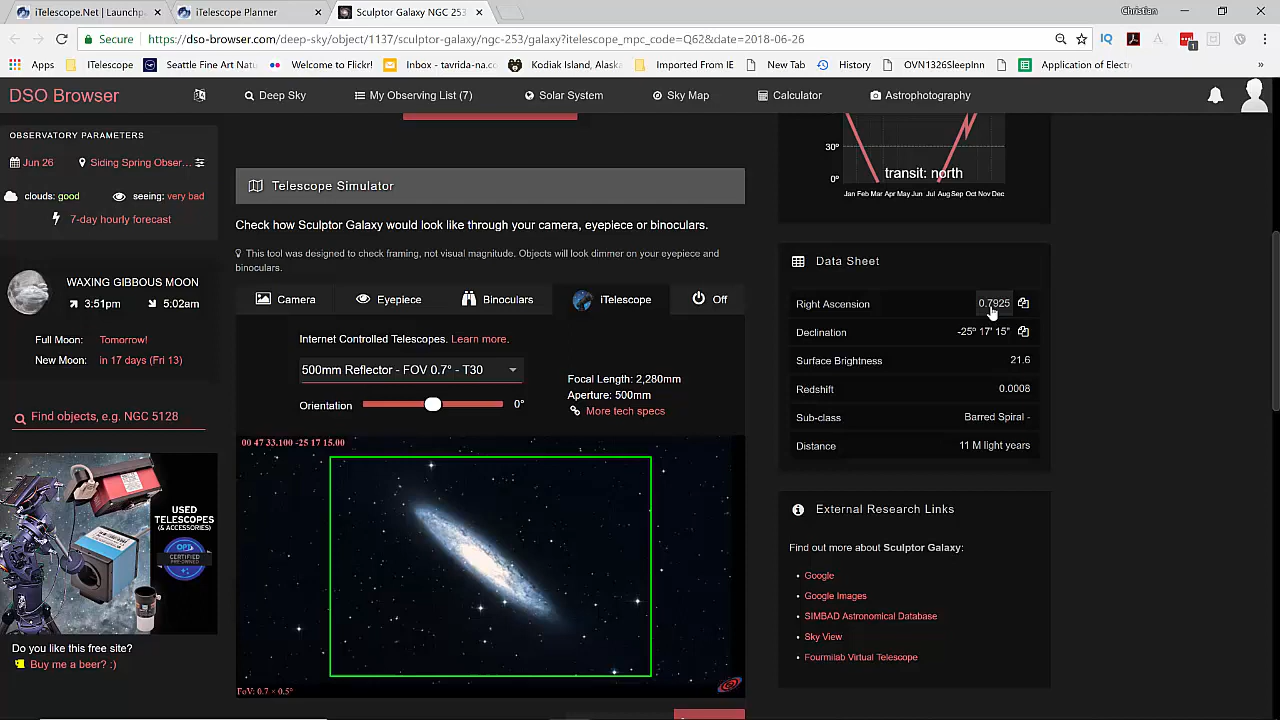 iTelescope.Net | Launchp
iTelescope Planner
Sculptor Galaxy NGC 253
Christian
Secure
https://dso-browser.com/deep-sky/object/1137/sculptor-galaxy/ngc-253/galaxy?itelescope_mpc_code=Q62&date=2018-06-26
Apps
ITelescope
Seattle Fine Art Natu
Welcome to Flickr!
Inbox - tavrida-na.co
Kodiak Island, Alaska
Imported From IE
New Tab
History
OVN1326SleepInn
Application of Electr
»
DSO Browser
Deep Sky
My Observing List (7)
Solar System
Sky Map
Calculator
Astrophotography
OBSERVATORY PARAMETERS
Jun 26
Siding Spring Obser...
clouds: good
seeing: very bad
7-day hourly forecast
WAXING GIBBOUS MOON
3:51pm
5:02am
Full Moon: Tomorrow!
New Moon: in 17 days (Fri 13)
Find objects, e.g. NGC 5128
USED
TELESCOPES
(& ACCESSORIES)
OPT
CERTIFIED
PRE-OWNED
Do you like this free site?
Buy me a beer? :)
Telescope Simulator
Check how Sculptor Galaxy would look like through your camera, eyepiece or binoculars.
This tool was designed to check framing, not visual magnitude. Objects will look dimmer on your eyepiece and
binoculars.
Camera
Eyepiece
Binoculars
iTelescope
Off
Internet Controlled Telescopes. Learn more.
500mm Reflector - FOV 0.7° - T30
Orientation
0°
Focal Length: 2,280mm
Aperture: 500mm
More tech specs
00 47 33.100 -25 17 15.00
FoV: 0.7 × 0.5°
30°
0°
transit: north
Jan Feb Mar Apr May Jun Jul Aug Sep Oct Nov Dec
Data Sheet
Right Ascension 0.7925
Declination -25° 17' 15"
Surface Brightness 21.6
Redshift 0.0008
Sub-class Barred Spiral -
Distance 11 M light years
External Research Links
Find out more about Sculptor Galaxy:
Google
Google Images
SIMBAD Astronomical Database
Sky View
Fourmilab Virtual Telescope